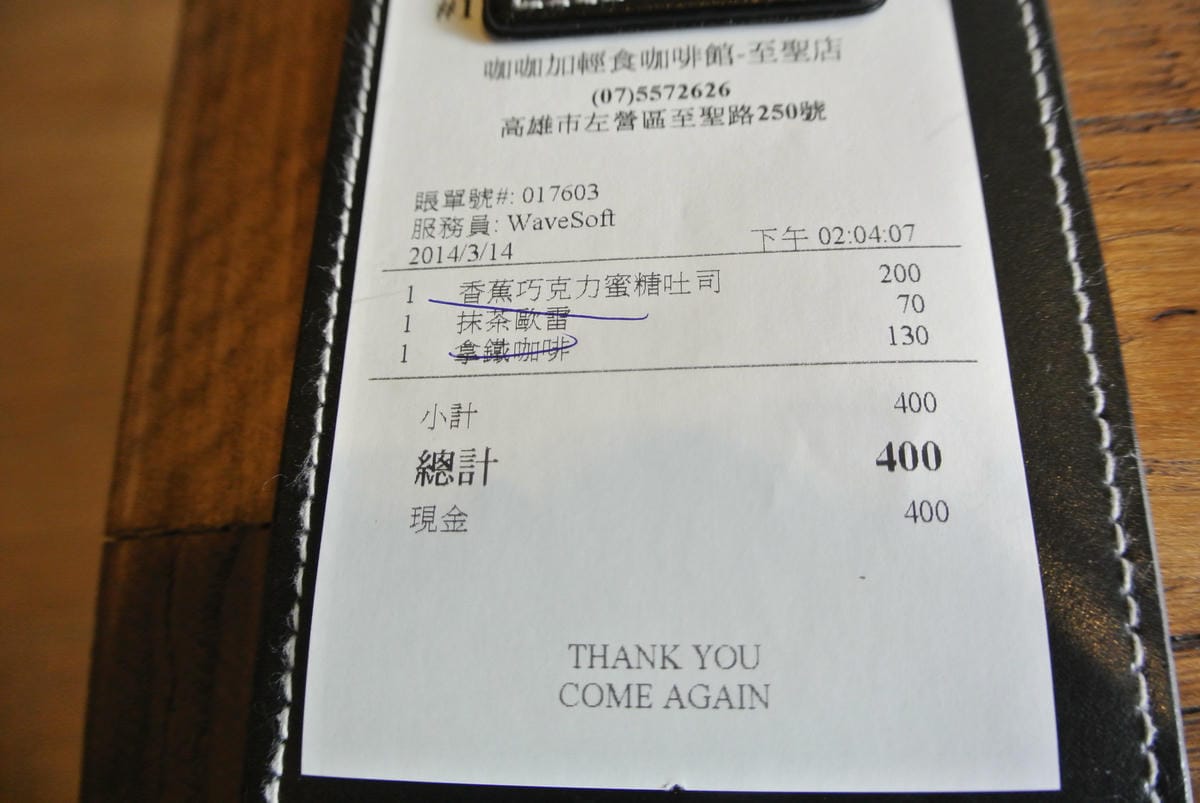 #1
咖咖加輕食咖啡館-至聖店
(07)5572626
高雄市左營區至聖路250號
賬單號#: 017603
服務員: WaveSoft
2014/3/14 下午 02:04:07
1 香蕉巧克力蜜糖吐司 200
1 抹茶歐雷 70
1 拿鐵咖啡 130
小計 400
總計 400
現金 400
THANK YOU
COME AGAIN